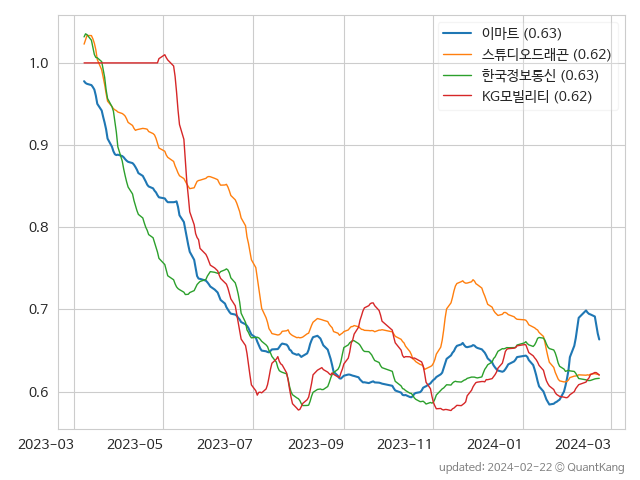 이마트 (0.63)
스튜디오드래곤 (0.62)
한국정보통신 (0.63)
KG모빌리티 (0.62)
1.0
0.9
0.8
0.7
0.6
2023-03 2023-05 2023-07 2023-09 2023-11 2024-01 2024-03
updated: 2024-02-22 © QuantKang